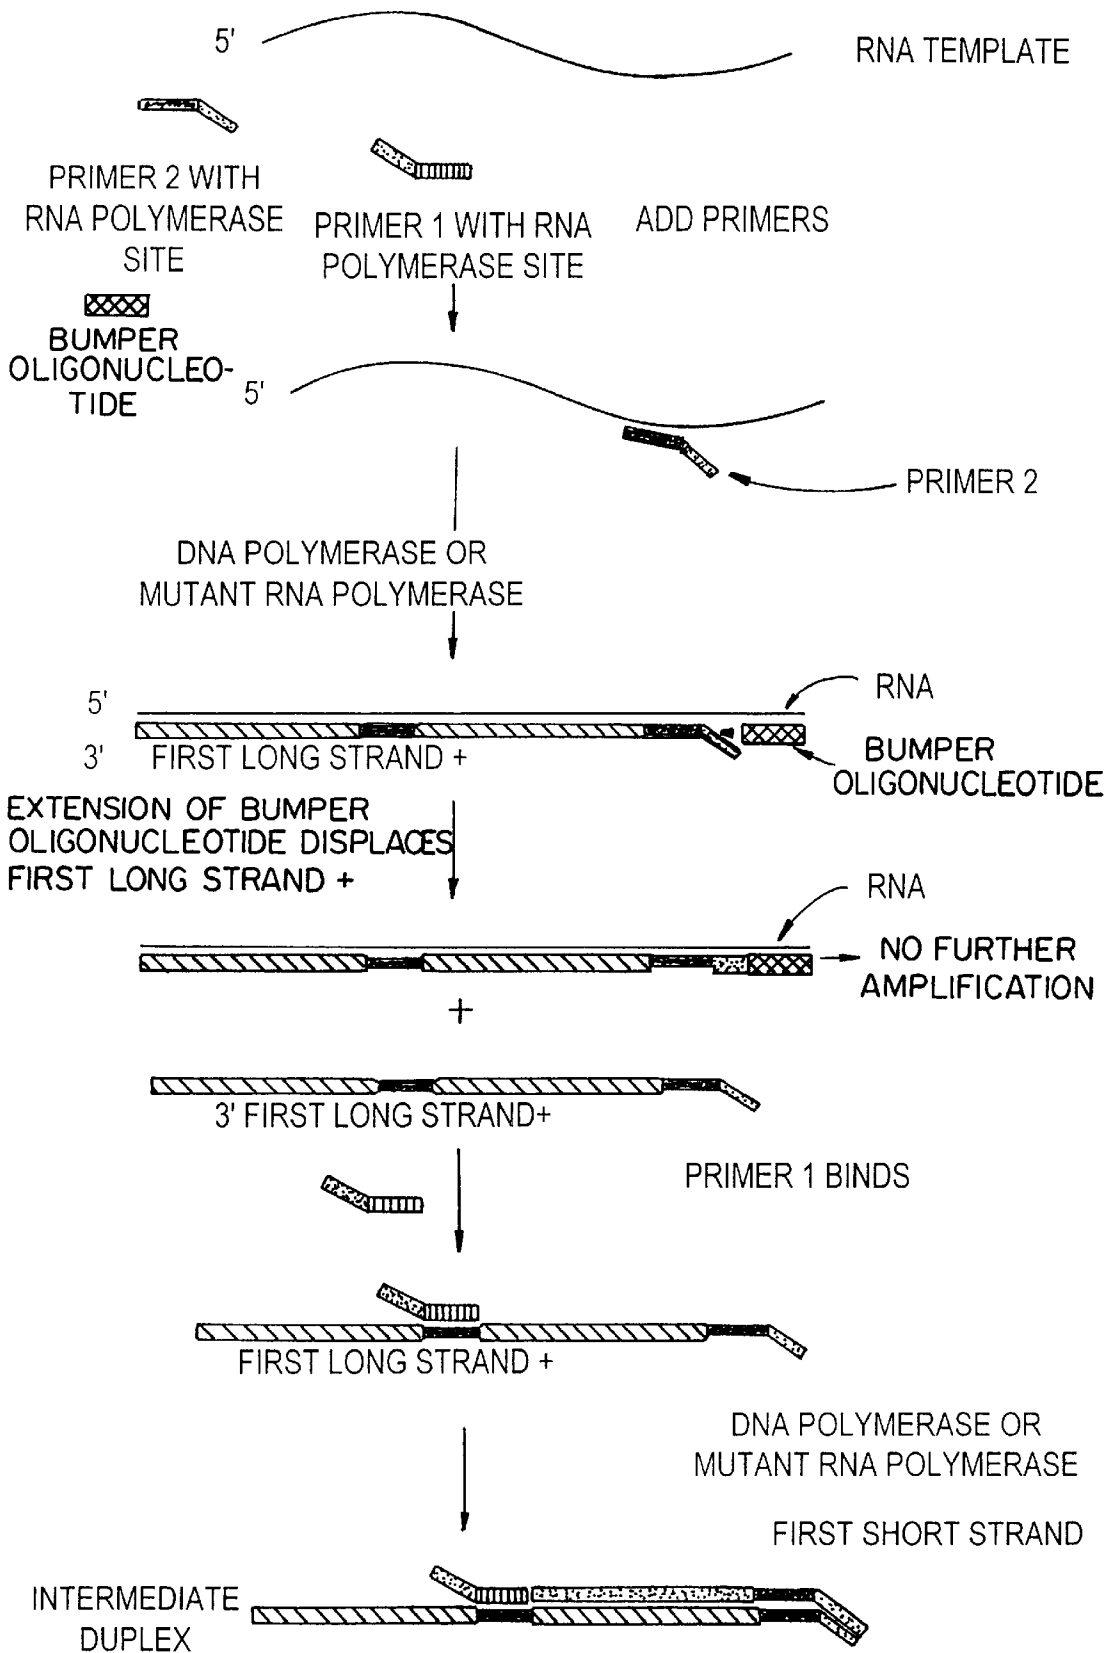 5'
RNA TEMPLATE
PRIMER 2 WITH
RNA POLYMERASE
SITE
PRIMER 1 WITH RNA
POLYMERASE SITE
ADD PRIMERS
BUMPER
OLIGONUCLEO-
TIDE
5'
PRIMER 2
DNA POLYMERASE OR
MUTANT RNA POLYMERASE
5'
RNA
3'
FIRST LONG STRAND +
BUMPER
OLIGONUCLEOTIDE
EXTENSION OF BUMPER
OLIGONUCLEOTIDE DISPLACES
FIRST LONG STRAND +
RNA
NO FURTHER
AMPLIFICATION
+
3' FIRST LONG STRAND+
PRIMER 1 BINDS
FIRST LONG STRAND +
DNA POLYMERASE OR
MUTANT RNA POLYMERASE
FIRST SHORT STRAND
INTERMEDIATE
DUPLEX